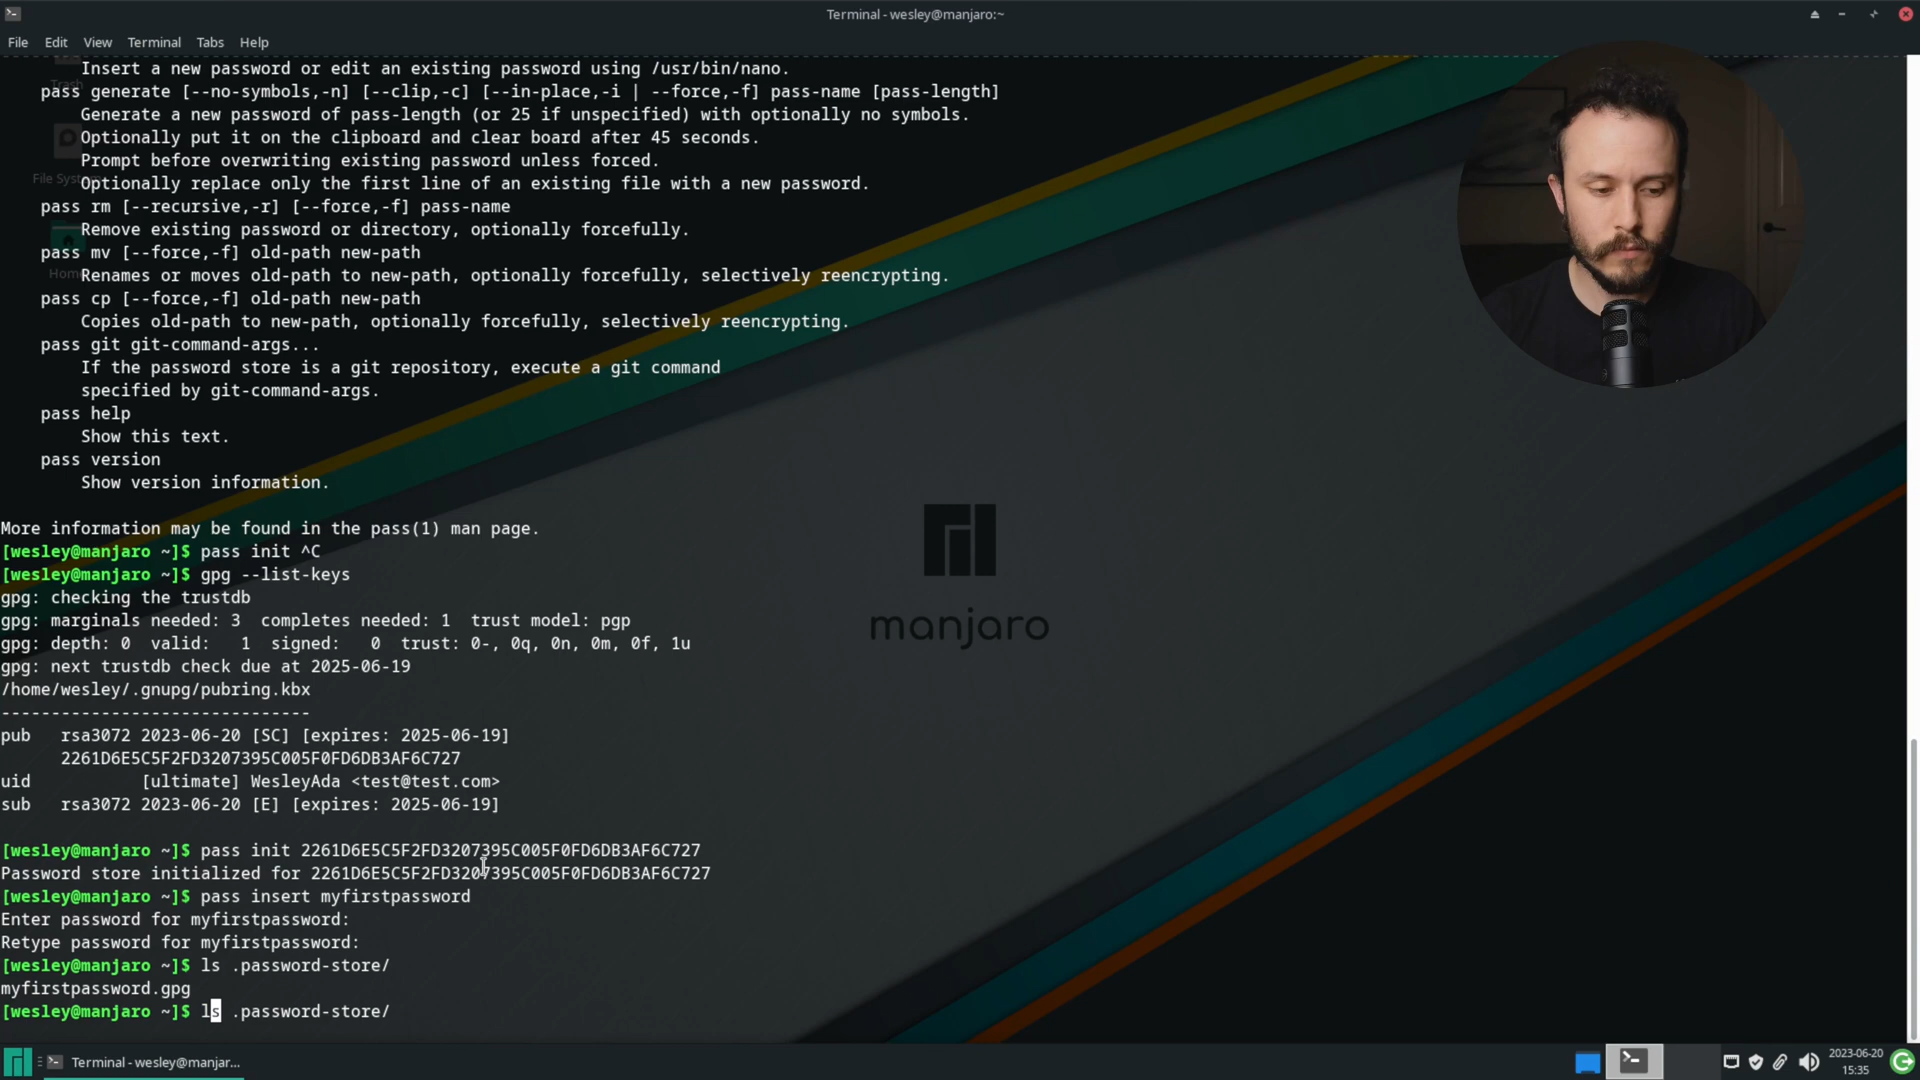 Terminal - wesley@manjaro:~
File Edit View Terminal Tabs Help
Insert a new password or edit an existing password using /usr/bin/nano.
Trash
pass generate [--no-symbols,-n] [--clip,-c] [--in-place,-i | --force,-f] pass-name [pass-length]
Generate a new password of pass-length (or 25 if unspecified) with optionally no symbols.
Optionally put it on the clipboard and clear board after 45 seconds.
Prompt before overwriting existing password unless forced.
File System
Optionally replace only the first line of an existing file with a new password.
pass rm [--recursive,-r] [--force,-f] pass-name
Remove existing password or directory, optionally forcefully.
pass mv [--force,-f] old-path new-path
Home
Renames or moves old-path to new-path, optionally forcefully, selectively reencrypting.
pass cp [--force,-f] old-path new-path
Copies old-path to new-path, optionally forcefully, selectively reencrypting.
pass git git-command-args...
If the password store is a git repository, execute a git command
specified by git-command-args.
pass help
Show this text.
pass version
Show version information.
More information may be found in the pass(1) man page.
[wesley@manjaro ~]$ pass init ^C
[wesley@manjaro ~]$ gpg --list-keys
gpg: checking the trustdb
gpg: marginals needed: 3  completes needed: 1  trust model: pgp
gpg: depth: 0  valid:   1  signed:   0  trust: 0-, 0q, 0n, 0m, 0f, 1u
gpg: next trustdb check due at 2025-06-19
/home/wesley/.gnupg/pubring.kbx
-------------------------------
pub   rsa3072 2023-06-20 [SC] [expires: 2025-06-19]
2261D6E5C5F2FD3207395C005F0FD6DB3AF6C727
uid           [ultimate] WesleyAda <test@test.com>
sub   rsa3072 2023-06-20 [E] [expires: 2025-06-19]
[wesley@manjaro ~]$ pass init 2261D6E5C5F2FD3207395C005F0FD6DB3AF6C727
Password store initialized for 2261D6E5C5F2FD3207395C005F0FD6DB3AF6C727
[wesley@manjaro ~]$ pass insert myfirstpassword
Enter password for myfirstpassword:
Retype password for myfirstpassword:
[wesley@manjaro ~]$ ls .password-store/
myfirstpassword.gpg
[wesley@manjaro ~]$ ls .password-store/
manjaro
Terminal - wesley@manjar...
2023-06-20
15:35